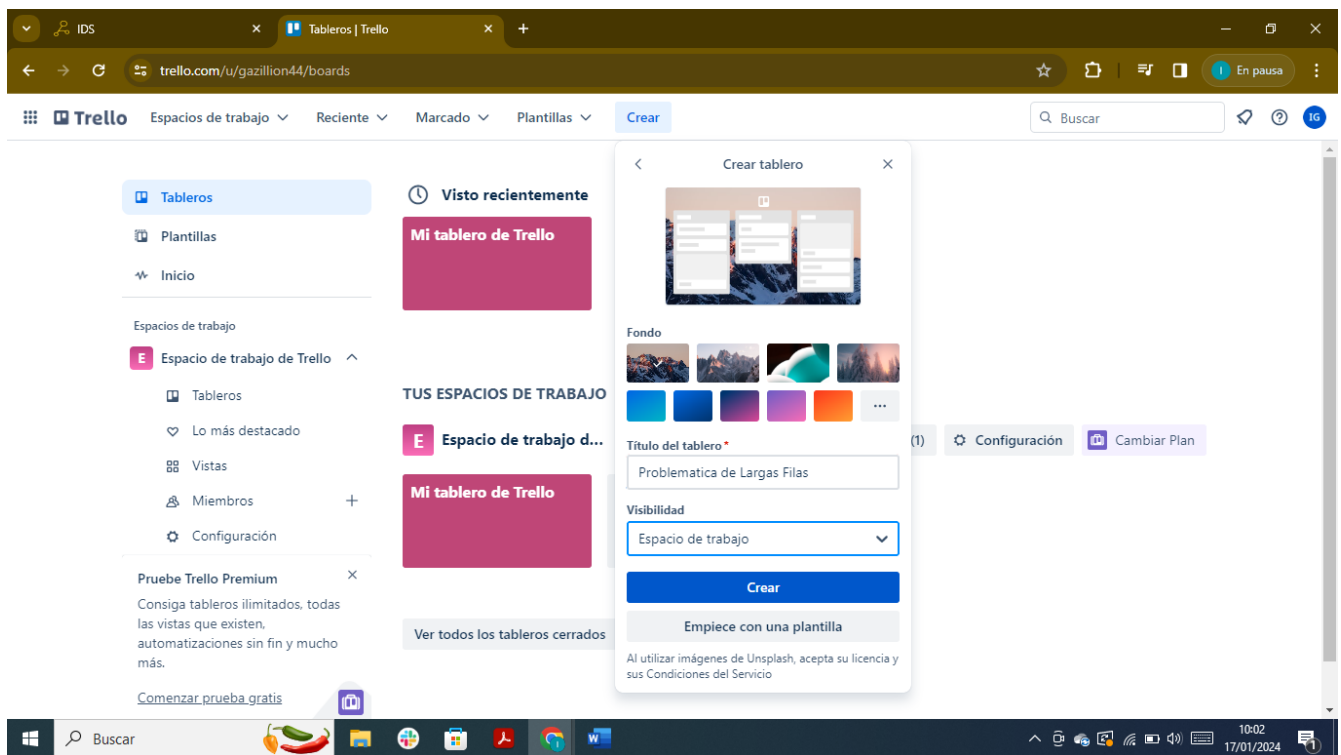 IDS
Tableros | Trello
trello.com/u/gazillion44/boards
I
En pausa
Trello
Espacios de trabajo
Reciente
Marcado
Plantillas
Crear
Buscar
IG
Tableros
Plantillas
Inicio
Espacios de trabajo
E
Espacio de trabajo de Trello
Tableros
Lo más destacado
Vistas
Miembros
Configuración
Pruebe Trello Premium
Consiga tableros ilimitados, todas
las vistas que existen,
automatizaciones sin fin y mucho
más.
Comenzar prueba gratis
Visto recientemente
Mi tablero de Trello
TUS ESPACIOS DE TRABAJO
E
Espacio de trabajo d...
(1)
Configuración
Cambiar Plan
Mi tablero de Trello
Ver todos los tableros cerrados
Crear tablero
Fondo
Título del tablero *
Problematica de Largas Filas
Visibilidad
Espacio de trabajo
Crear
Empiece con una plantilla
Al utilizar imágenes de Unsplash, acepta su licencia y
sus Condiciones del Servicio
Buscar
10:02
17/01/2024